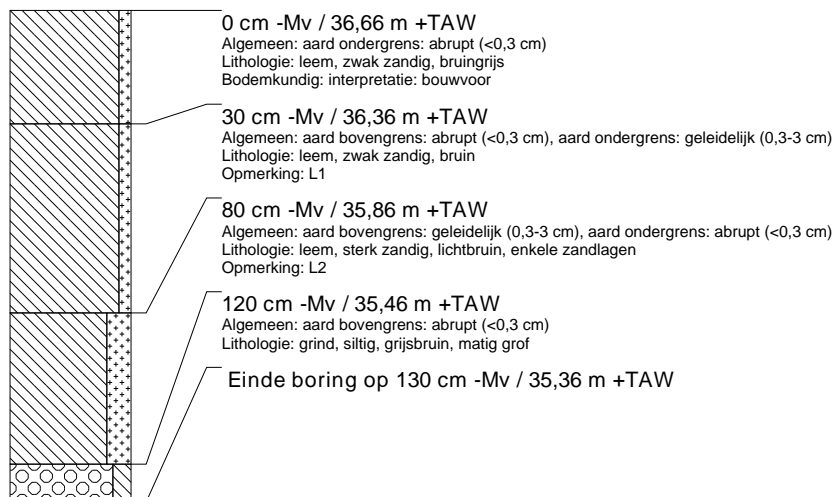 0 cm -Mv / 36,66 m +TAW
Algemeen: aard ondergrens: abrupt (<0,3 cm)
Lithologie: leem, zwak zandig, bruingrijs
Bodemkundig: interpretatie: bouwvoor
30 cm -Mv / 36,36 m +TAW
Algemeen: aard bovengrens: abrupt (<0,3 cm), aard ondergrens: geleidelijk (0,3-3 cm)
Lithologie: leem, zwak zandig, bruin
Opmerking: L1
80 cm -Mv / 35,86 m +TAW
Algemeen: aard bovengrens: geleidelijk (0,3-3 cm), aard ondergrens: abrupt (<0,3 cm)
Lithologie: leem, sterk zandig, lichtbruin, enkele zandlagen
Opmerking: L2
120 cm -Mv / 35,46 m +TAW
Algemeen: aard bovengrens: abrupt (<0,3 cm)
Lithologie: grind, siltig, grijsbruin, matig grof
Einde boring op 130 cm -Mv / 35,36 m +TAW